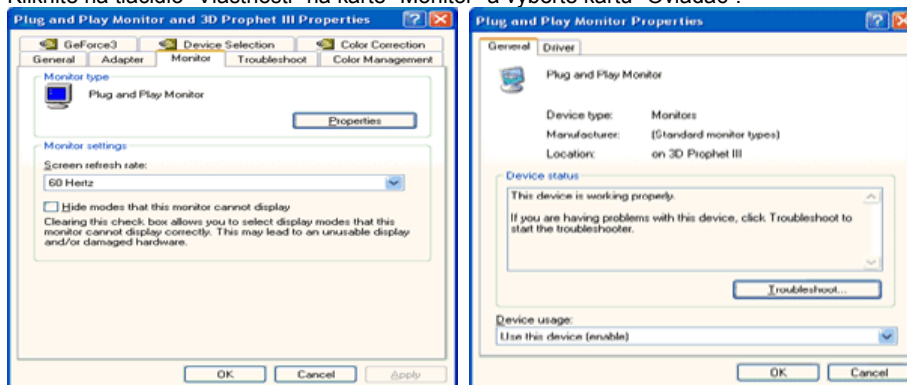 Klikněte na tlačidlo "Vlastnosti" na karte "Monitor" a vyberte kartu "Ovládač".
Plug and Play Monitor and 3D Prophet III Properties
GeForce3 Device Selection Color Correction
General Adapter Monitor Troubleshoot Color Management
Monitor type
Plug and Play Monitor
Properties
Monitor settings
Screen refresh rate:
60 Hertz
Hide modes that this monitor cannot display
Clearing this check box allows you to select display modes that this
monitor cannot display correctly. This may lead to an unusable display
and/or damaged hardware.
OK Cancel Apply
Plug and Play Monitor Properties
General Driver
Plug and Play Monitor
Device type: Monitors
Manufacturer: (Standard monitor types)
Location: on 3D Prophet III
Device status
This device is working properly.
If you are having problems with this device, click Troubleshoot to
start the troubleshooter.
Troubleshoot...
Device usage:
Use this device (enable)
OK Cancel